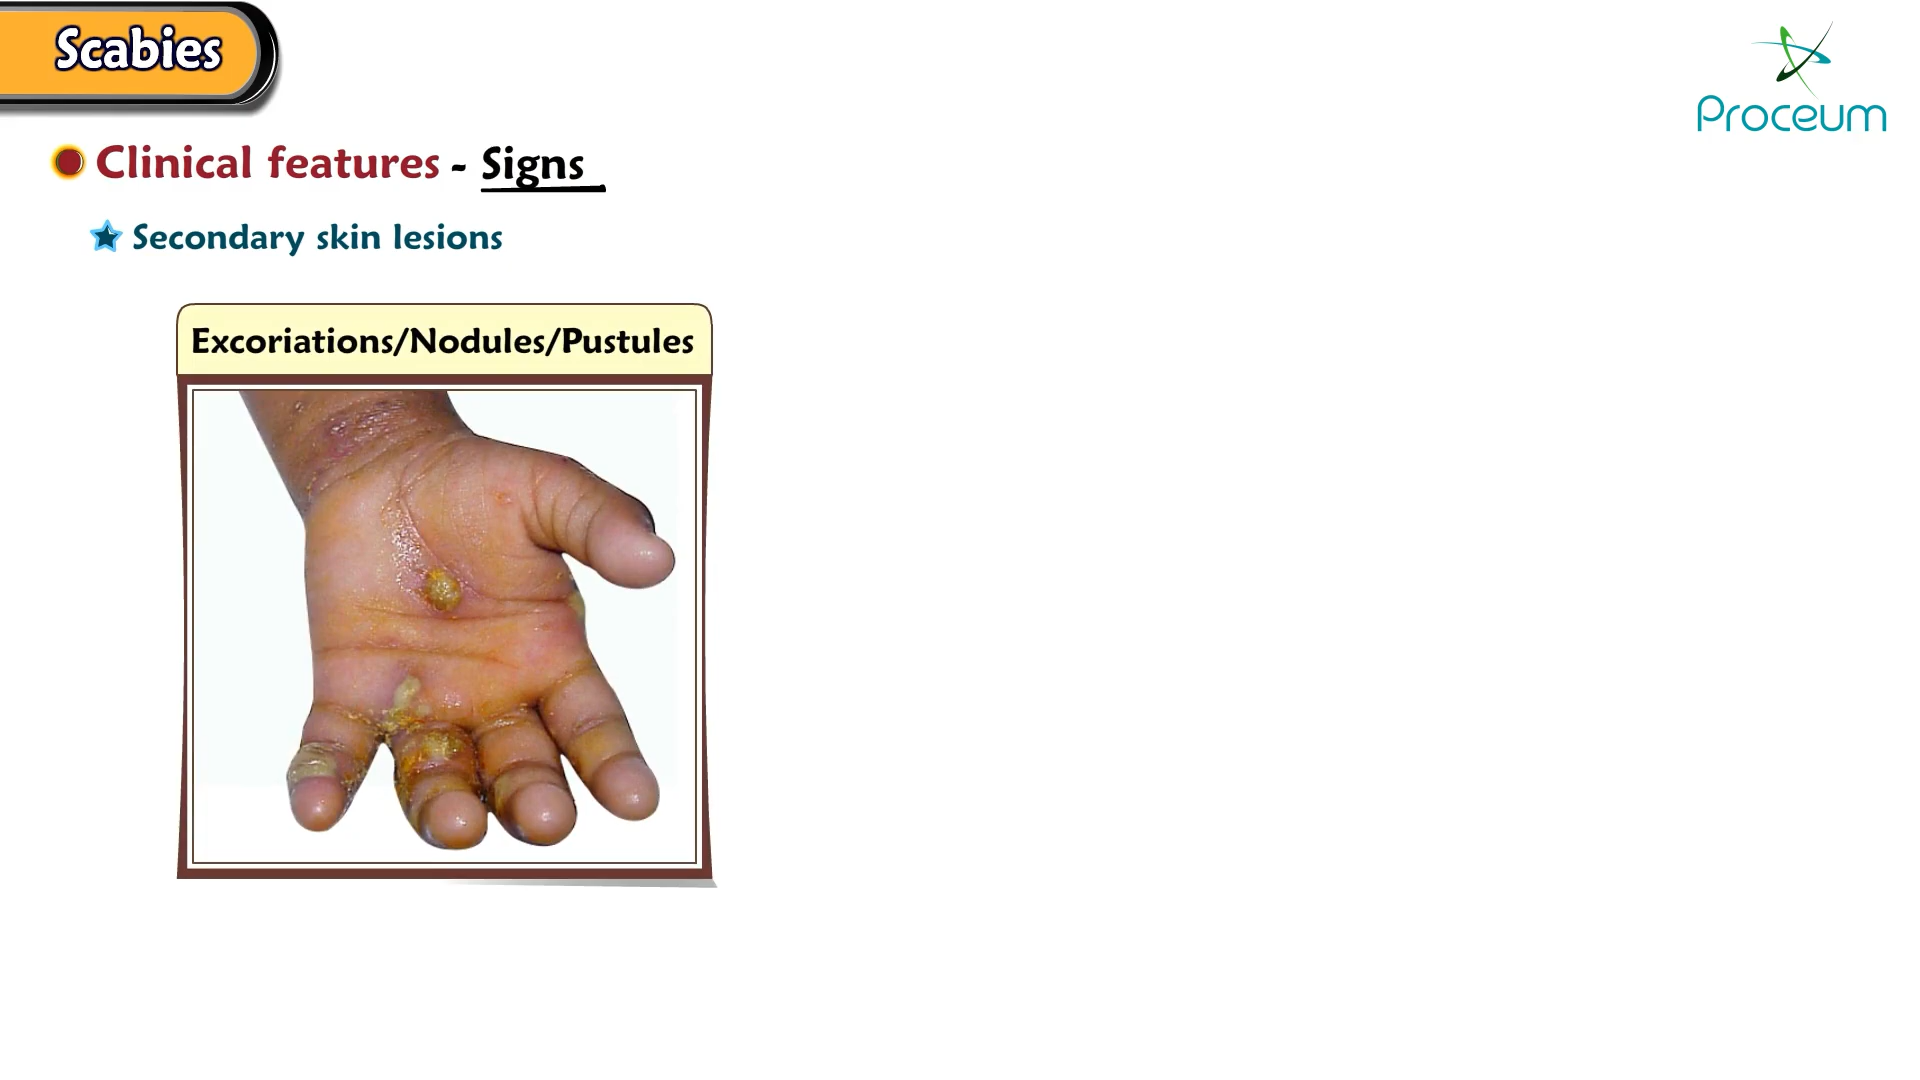 Scabies
Proceum
Clinical features - Signs
Secondary skin lesions
Excoriations/Nodules/Pustules